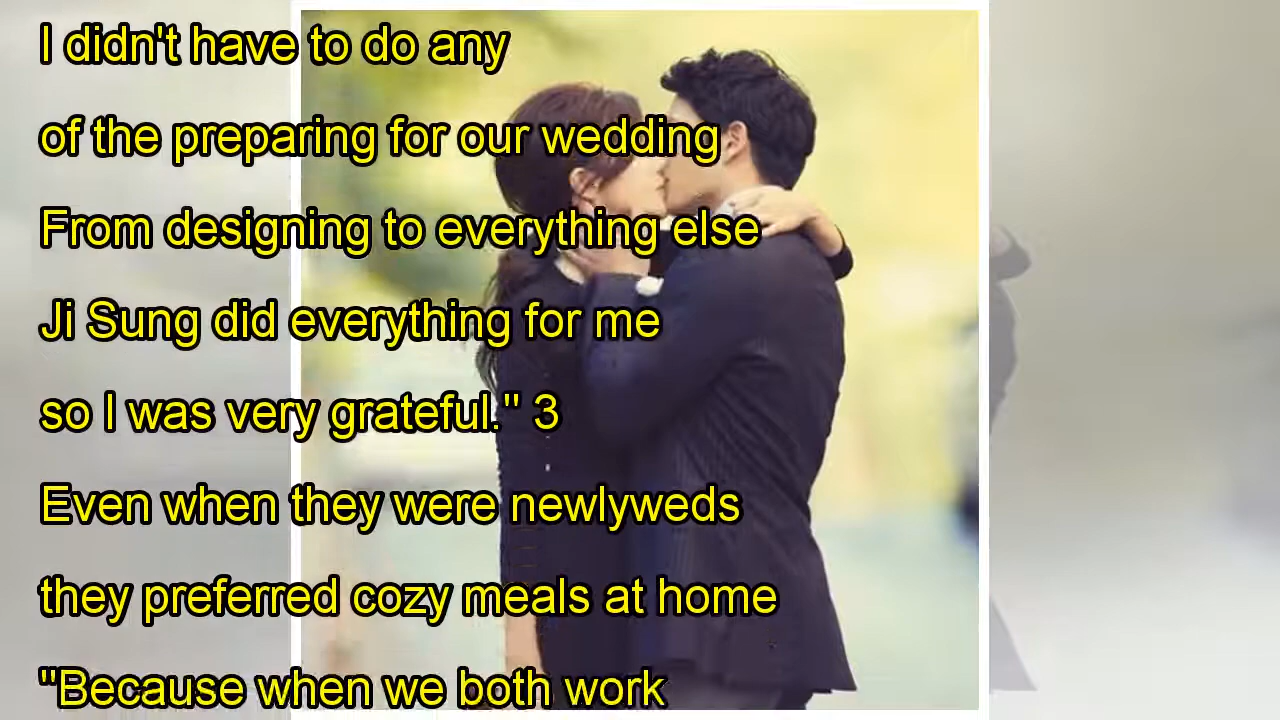 I didn't have to do any
of the preparing for our wedding
From designing to everything else
Ji Sung did everything for me
so I was very grateful." 3
Even when they were newlyweds
they preferred cozy meals at home
"Because when we both work